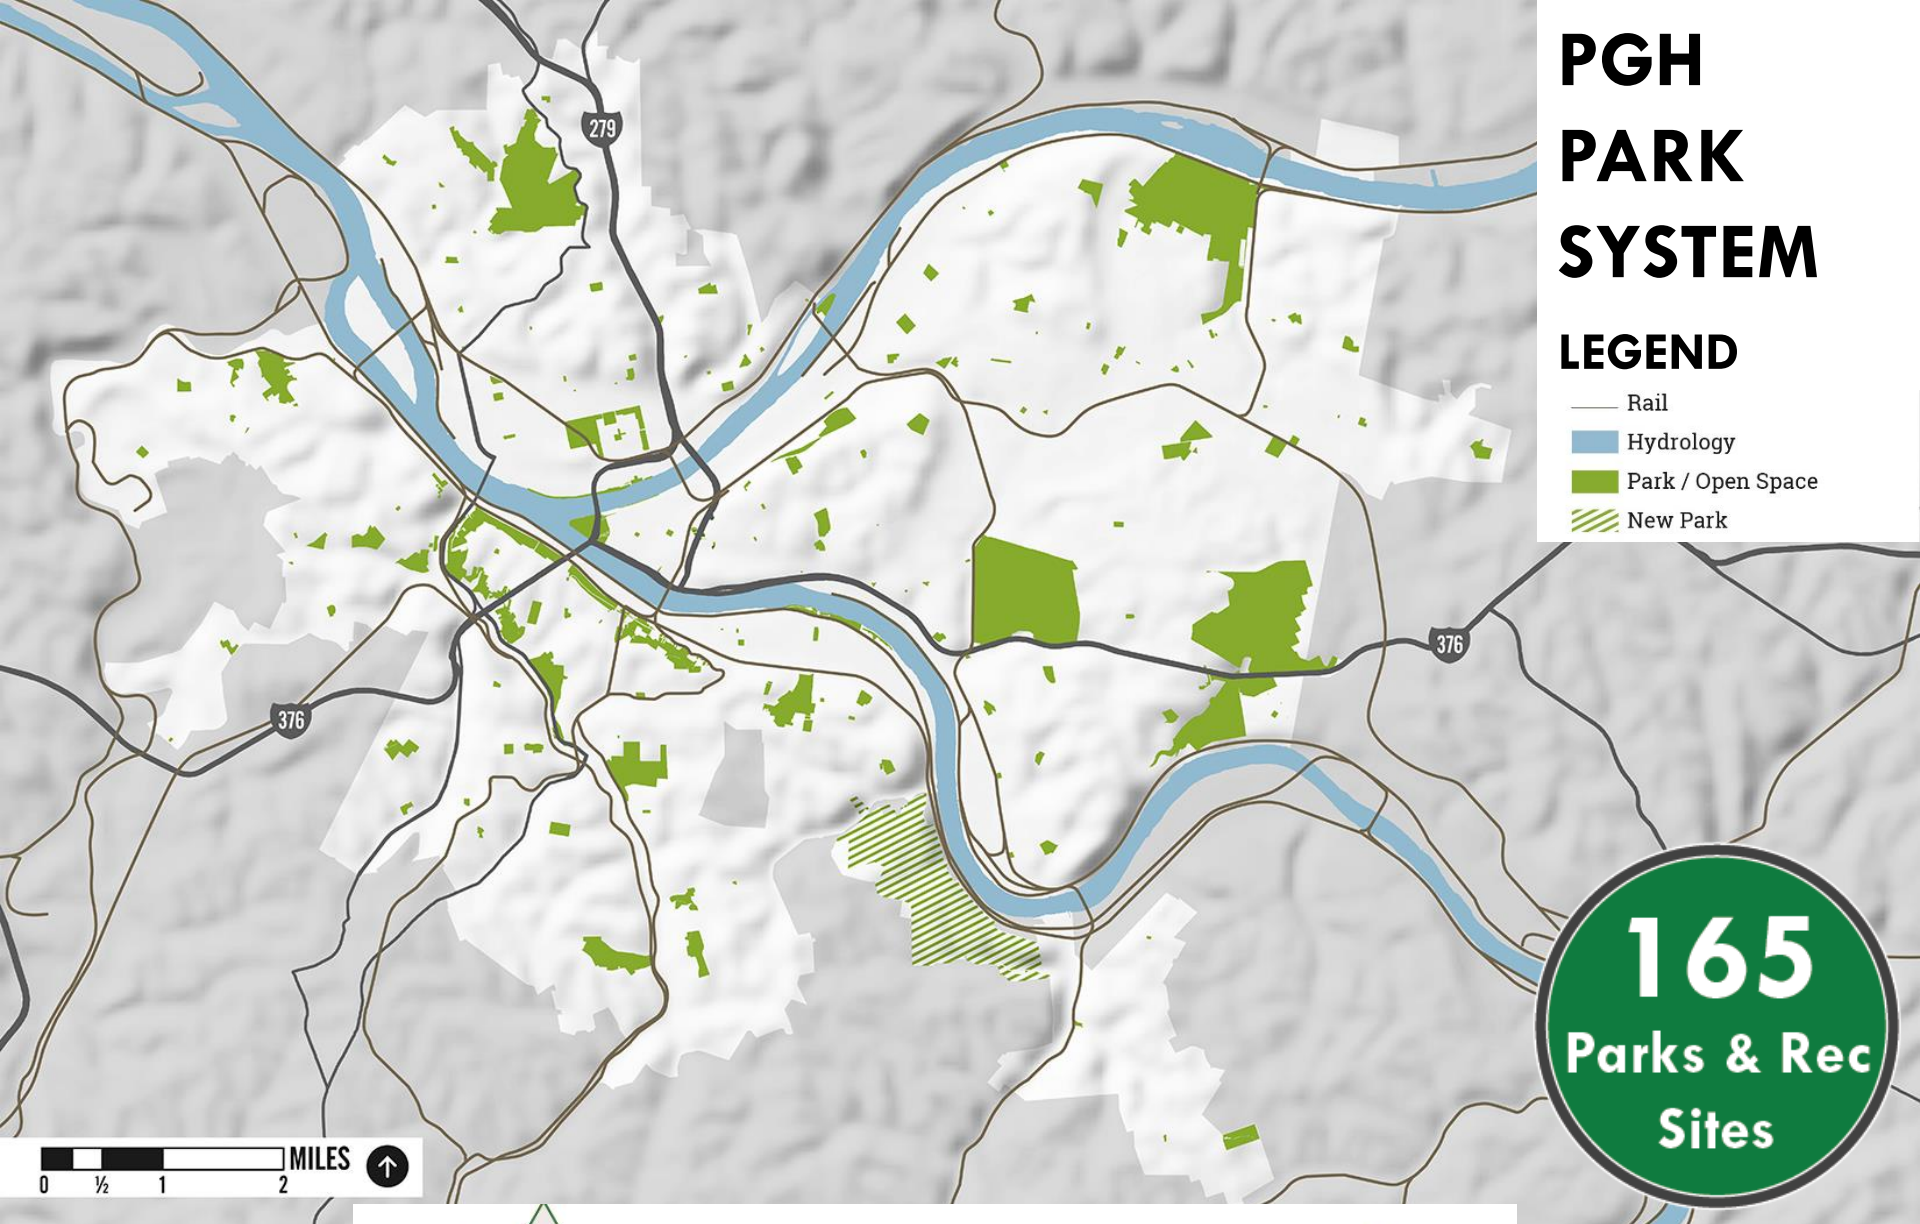 PGH
PARK
SYSTEM
LEGEND
Rail
Hydrology
Park / Open Space
New Park
279
376
376
165
Parks & Rec
Sites
MILES
0 ½ 1 2